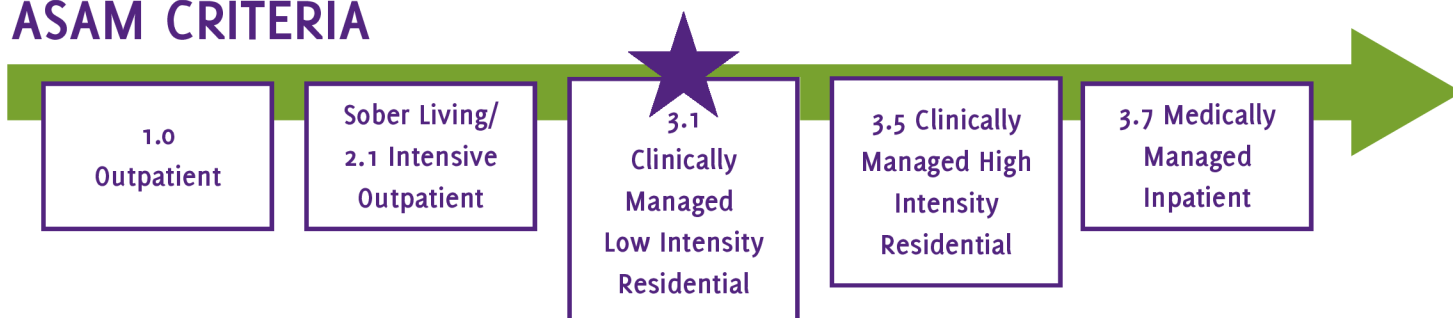 ASAM CRITERIA
1.0
Outpatient
Sober Living/
2.1 Intensive
Outpatient
3.1
Clinically
Managed
Low Intensity
Residential
3.5 Clinically
Managed High
Intensity
Residential
3.7 Medically
Managed
Inpatient